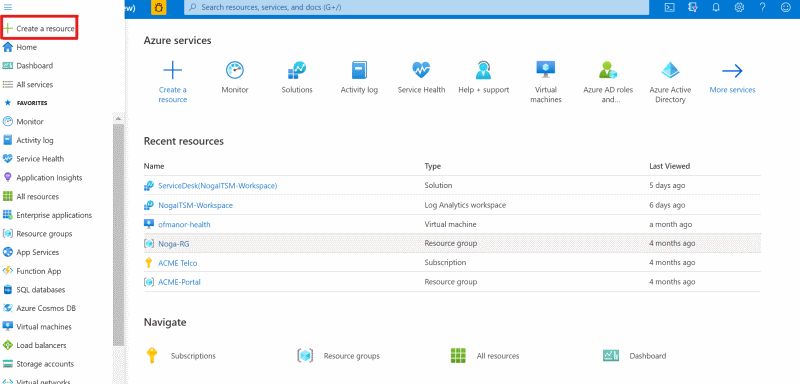 ew)
Search resources, services, and docs (G+/)
Create a resource
Home
Dashboard
All services
FAVORITES
Monitor
Activity log
Service Health
Application Insights
All resources
Enterprise applications
Resource groups
App Services
Function App
SQL databases
Azure Cosmos DB
Virtual machines
Load balancers
Storage accounts
Virtual networks
Azure services
Create a
resource
Monitor
Solutions
Activity log
Service Health
Help + support
Virtual
machines
Azure AD roles
and...
Azure Active
Directory
More services
Recent resources
Name Type Last Viewed
ServiceDesk(NogaITSM-Workspace) Solution 5 days ago
NogaITSM-Workspace Log Analytics workspace 6 days ago
ofmanor-health Virtual machine a month ago
Noga-RG Resource group 4 months ago
ACME Telco Subscription 4 months ago
ACME-Portal Resource group 4 months ago
Navigate
Subscriptions Resource groups All resources Dashboard